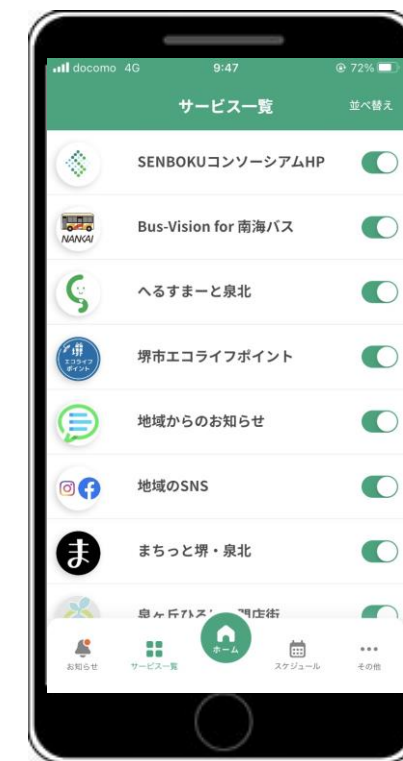 docomo 4G 9:47 72%
サービス一覧 並べ替え
SENBOKUコンソーシアムHP
NANKAI
Bus-Vision for 南海バス
へるすまーと泉北
堺
エコライフ
ポイント
堺市エコライフポイント
地域からのお知らせ
地域のSNS
ま
まちっと堺・泉北
お知らせ
サービス一覧
ホーム
スケジュール
その他